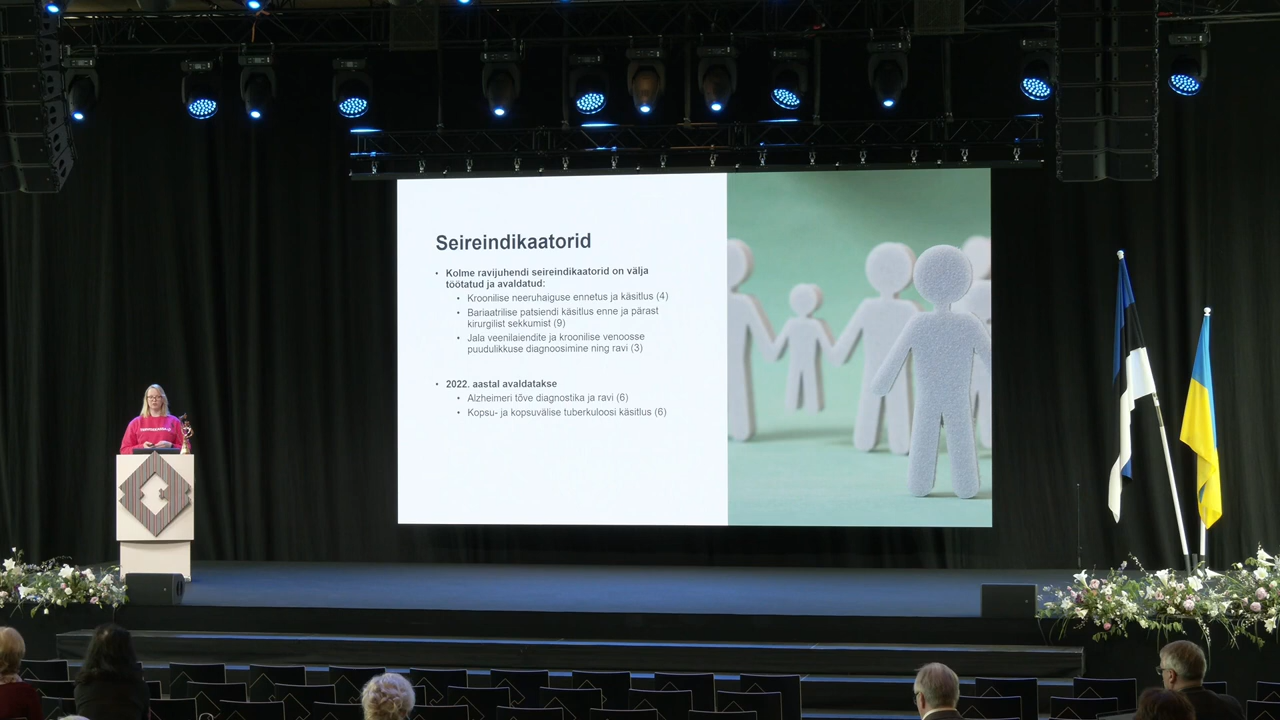 Seireindikaatorid
• Kolme ravijuhendi seireindikaatorid on välja
töötatud ja avaldatud:
• Kroonilise neeruhaiguse ennetus ja käsitlus (4)
• Bariaatrilise patsiendi käsitlus enne ja pärast
kirurgilist sekkumist (9)
• Jala veenilaiendite ja kroonilise venoosse
puudulikkuse diagnoosimine ning ravi (3)
• 2022. aastal avaldatakse
• Alzheimeri tõve diagnostika ja ravi (6)
• Kopsu- ja kopsuvälise tuberkuloosi käsitlus (6)